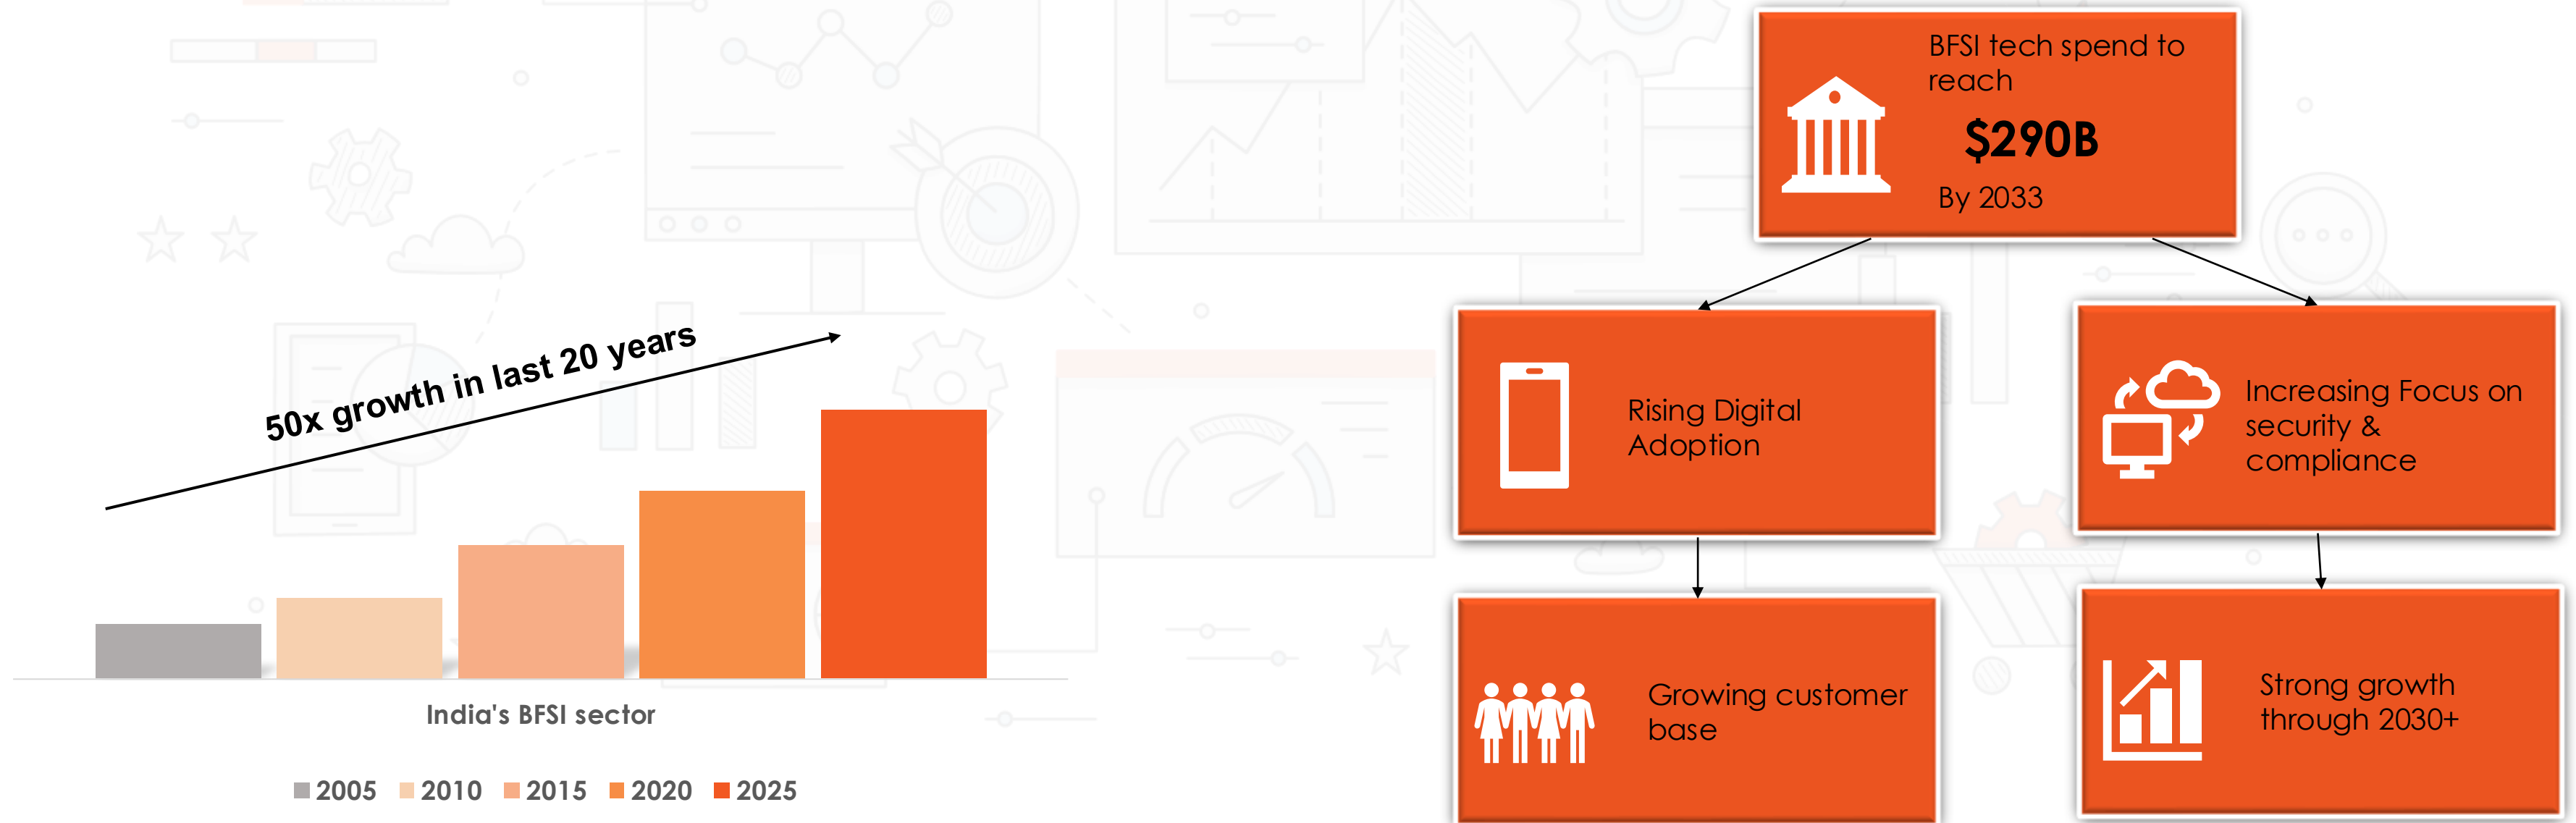 50x growth in last 20 years
India's BFSI sector
2005 2010 2015 2020 2025
BFSI tech spend to
reach
$290B
By 2033
Rising Digital
Adoption
Increasing Focus on
security &
compliance
Growing customer
base
Strong growth
through 2030+